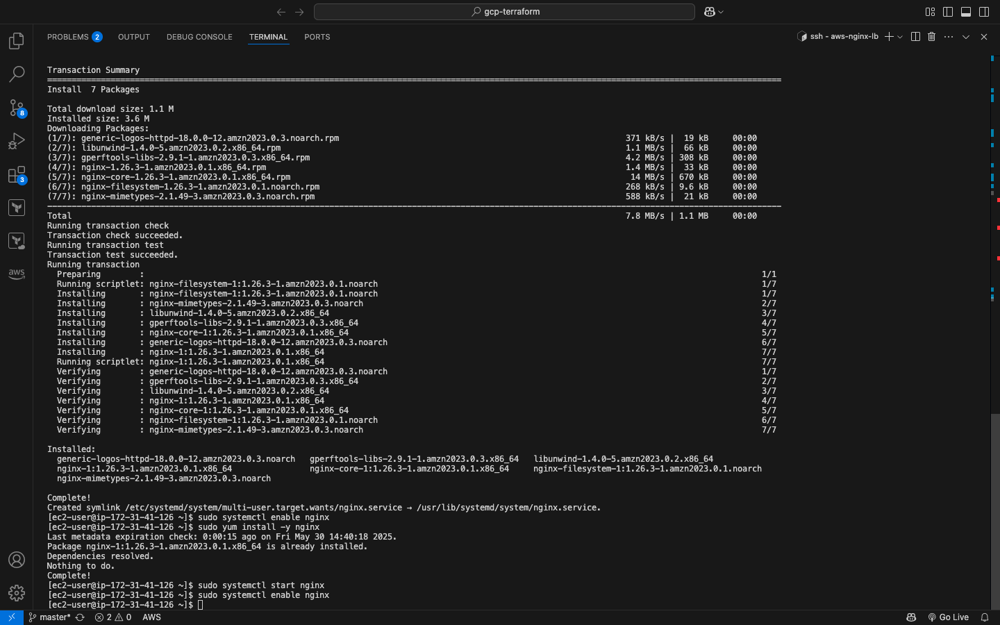 gcp-terraform
PROBLEMS 2 OUTPUT DEBUG CONSOLE TERMINAL PORTS ssh - aws-nginx-lb
Transaction Summary
================================================================================
Install  7 Packages
Total download size: 1.1 M
Installed size: 3.6 M
Downloading Packages:
(1/7): generic-logos-httpd-18.0.0-12.amzn2023.0.3.noarch.rpm 371 kB/s |  19 kB     00:00
(2/7): libunwind-1.4.0-5.amzn2023.0.2.x86_64.rpm 1.1 MB/s |  66 kB     00:00
(3/7): gperftools-libs-2.9.1-1.amzn2023.0.3.x86_64.rpm 4.2 MB/s | 308 kB     00:00
(4/7): nginx-1.26.3-1.amzn2023.0.1.x86_64.rpm 1.4 MB/s |  33 kB     00:00
(5/7): nginx-core-1.26.3-1.amzn2023.0.1.x86_64.rpm 14 MB/s | 670 kB     00:00
(6/7): nginx-filesystem-1.26.3-1.amzn2023.0.1.noarch.rpm 268 kB/s | 9.6 kB     00:00
(7/7): nginx-mimetypes-2.1.49-3.amzn2023.0.3.noarch.rpm 588 kB/s |  21 kB     00:00
--------------------------------------------------------------------------------
Total 7.8 MB/s | 1.1 MB     00:00
Running transaction check
Transaction check succeeded.
Running transaction test
Transaction test succeeded.
Running transaction
Preparing        : 1/1
Running scriptlet: nginx-filesystem-1:1.26.3-1.amzn2023.0.1.noarch 1/7
Installing       : nginx-filesystem-1:1.26.3-1.amzn2023.0.1.noarch 1/7
Installing       : nginx-mimetypes-2.1.49-3.amzn2023.0.3.noarch 2/7
Installing       : libunwind-1.4.0-5.amzn2023.0.2.x86_64 3/7
Installing       : gperftools-libs-2.9.1-1.amzn2023.0.3.x86_64 4/7
Installing       : nginx-core-1:1.26.3-1.amzn2023.0.1.x86_64 5/7
Installing       : generic-logos-httpd-18.0.0-12.amzn2023.0.3.noarch 6/7
Installing       : nginx-1:1.26.3-1.amzn2023.0.1.x86_64 7/7
Running scriptlet: nginx-1:1.26.3-1.amzn2023.0.1.x86_64 7/7
Verifying        : generic-logos-httpd-18.0.0-12.amzn2023.0.3.noarch 1/7
Verifying        : gperftools-libs-2.9.1-1.amzn2023.0.3.x86_64 2/7
Verifying        : libunwind-1.4.0-5.amzn2023.0.2.x86_64 3/7
Verifying        : nginx-1:1.26.3-1.amzn2023.0.1.x86_64 4/7
Verifying        : nginx-core-1:1.26.3-1.amzn2023.0.1.x86_64 5/7
Verifying        : nginx-filesystem-1:1.26.3-1.amzn2023.0.1.noarch 6/7
Verifying        : nginx-mimetypes-2.1.49-3.amzn2023.0.3.noarch 7/7
Installed:
generic-logos-httpd-18.0.0-12.amzn2023.0.3.noarch   gperftools-libs-2.9.1-1.amzn2023.0.3.x86_64   libunwind-1.4.0-5.amzn2023.0.2.x86_64
nginx-1:1.26.3-1.amzn2023.0.1.x86_64   nginx-core-1:1.26.3-1.amzn2023.0.1.x86_64   nginx-filesystem-1:1.26.3-1.amzn2023.0.1.noarch
nginx-mimetypes-2.1.49-3.amzn2023.0.3.noarch
Complete!
Created symlink /etc/systemd/system/multi-user.target.wants/nginx.service → /usr/lib/systemd/system/nginx.service.
[ec2-user@ip-172-31-41-126 ~]$ sudo systemctl enable nginx
[ec2-user@ip-172-31-41-126 ~]$ sudo yum install -y nginx
Last metadata expiration check: 0:00:15 ago on Fri May 30 14:40:18 2025.
Package nginx-1:1.26.3-1.amzn2023.0.1.x86_64 is already installed.
Dependencies resolved.
Nothing to do.
Complete!
[ec2-user@ip-172-31-41-126 ~]$ sudo systemctl start nginx
[ec2-user@ip-172-31-41-126 ~]$ sudo systemctl enable nginx
[ec2-user@ip-172-31-41-126 ~]$
8
3
aws
master* 2 0 AWS Go Live